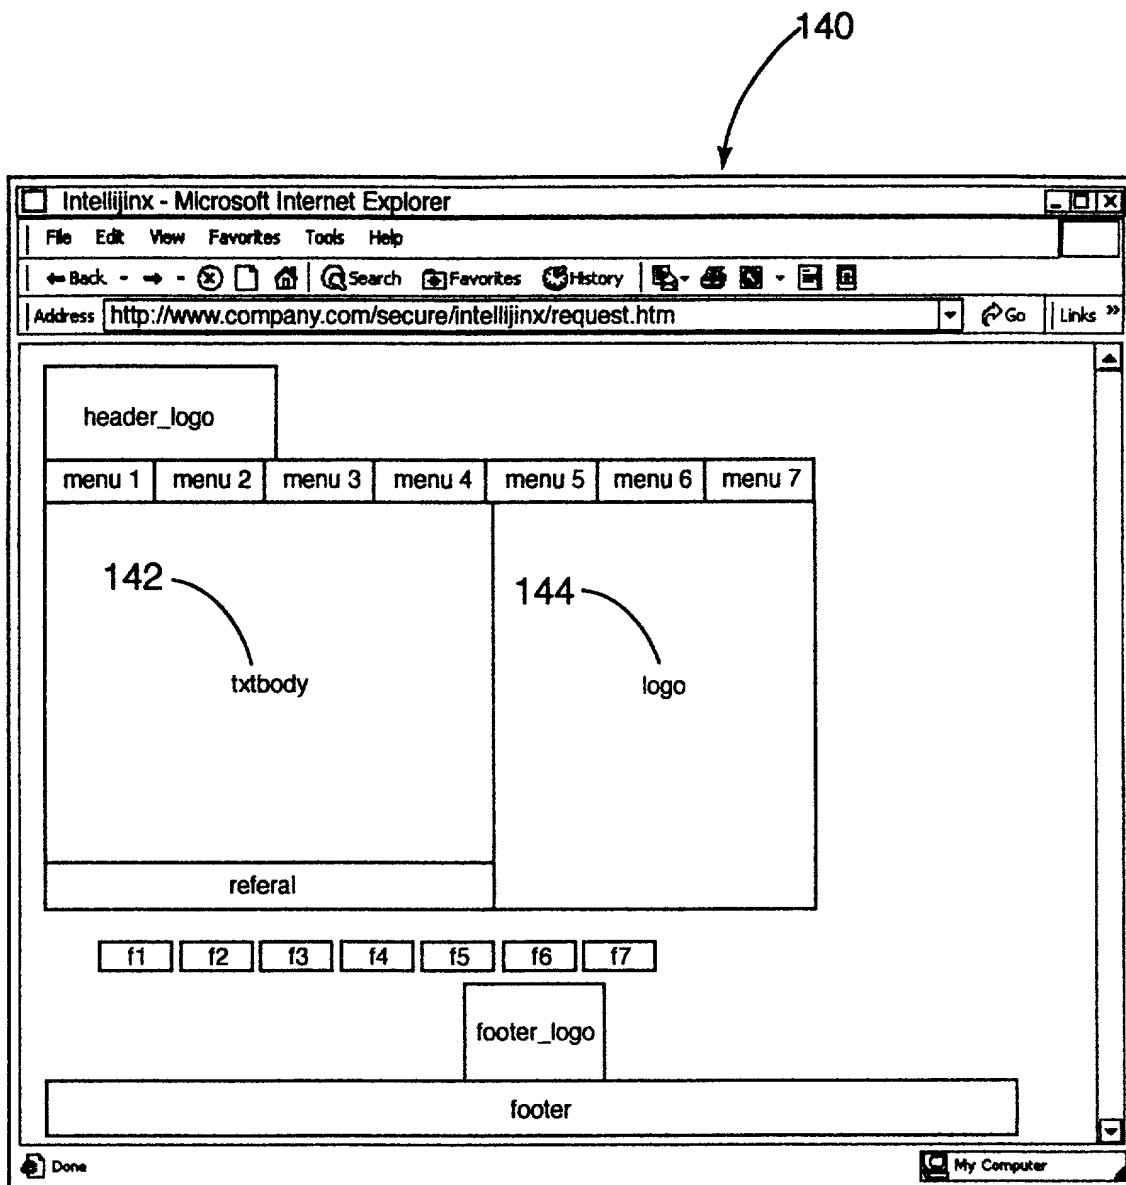 140
Intellijinx - Microsoft Internet Explorer
File Edit View Favorites Tools Help
Back Search Favorites History
Address http://www.company.com/secure/intellijinx/request.htm Go Links »
header_logo
menu 1 menu 2 menu 3 menu 4 menu 5 menu 6 menu 7
142 144
txtbody logo
referal
f1 f2 f3 f4 f5 f6 f7
footer_logo
footer
Done My Computer